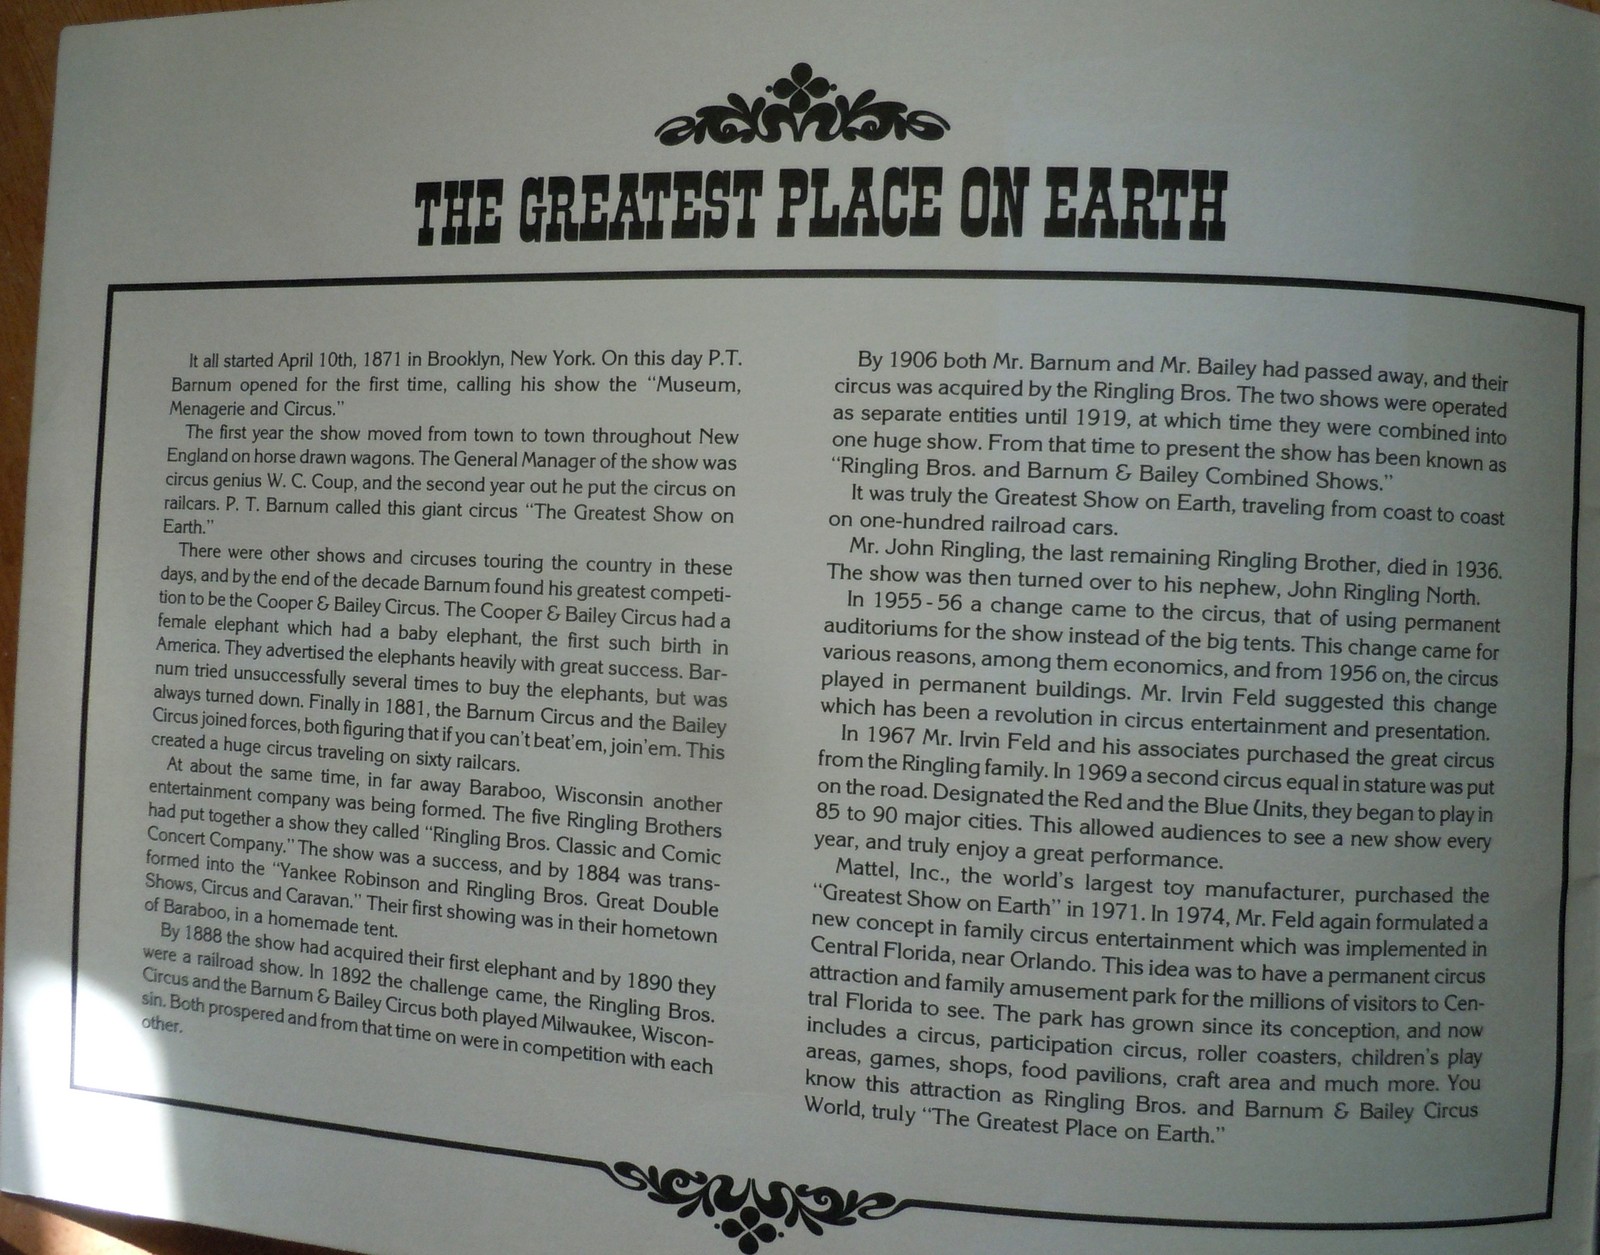 THE GREATEST PLACE ON EARTH
It all started April 10th, 1871 in Brooklyn, New York. On this day P.T.
Barnum opened for the first time, calling his show the “Museum,
Menagerie and Circus.”
The first year the show moved from town to town throughout New
England on horse drawn wagons. The General Manager of the show was
circus genius W. C. Coup, and the second year out he put the circus on
railcars. P. T. Barnum called this giant circus “The Greatest Show on
Earth.”
There were other shows and circuses touring the country in these
days, and by the end of the decade Barnum found his greatest competi-
tion to be the Cooper & Bailey Circus. The Cooper & Bailey Circus had a
female elephant which had a baby elephant, the first such birth in
America. They advertised the elephants heavily with great success. Bar-
num tried unsuccessfully several times to buy the elephants, but was
always turned down. Finally in 1881, the Barnum Circus and the Bailey
Circus joined forces, both figuring that if you can't beat'em, join'em. This
created a huge circus traveling on sixty railcars.
At about the same time, in far away Baraboo, Wisconsin another
entertainment company was being formed. The five Ringling Brothers
had put together a show they called “Ringling Bros. Classic and Comic
Concert Company.” The show was a success, and by 1884 was trans-
formed into the “Yankee Robinson and Ringling Bros. Great Double
Shows, Circus and Caravan.” Their first showing was in their hometown
of Baraboo, in a homemade tent.
By 1888 the show had acquired their first elephant and by 1890 they
were a railroad show. In 1892 the challenge came, the Ringling Bros.
Circus and the Barnum & Bailey Circus both played Milwaukee, Wiscon-
sin. Both prospered and from that time on were in competition with each
other.
By 1906 both Mr. Barnum and Mr. Bailey had passed away, and their
circus was acquired by the Ringling Bros. The two shows were operated
as separate entities until 1919, at which time they were combined into
one huge show. From that time to present the show has been known as
“Ringling Bros. and Barnum & Bailey Combined Shows.”
It was truly the Greatest Show on Earth, traveling from coast to coast
on one-hundred railroad cars.
Mr. John Ringling, the last remaining Ringling Brother, died in 1936.
The show was then turned over to his nephew, John Ringling North.
In 1955-56 a change came to the circus, that of using permanent
auditoriums for the show instead of the big tents. This change came for
various reasons, among them economics, and from 1956 on, the circus
played in permanent buildings. Mr. Irvin Feld suggested this change
which has been a revolution in circus entertainment and presentation.
In 1967 Mr. Irvin Feld and his associates purchased the great circus
from the Ringling family. In 1969 a second circus equal in stature was put
on the road. Designated the Red and the Blue Units, they began to play in
85 to 90 major cities. This allowed audiences to see a new show every
year, and truly enjoy a great performance.
Mattel, Inc., the world's largest toy manufacturer, purchased the
“Greatest Show on Earth” in 1971. In 1974, Mr. Feld again formulated a
new concept in family circus entertainment which was implemented in
Central Florida, near Orlando. This idea was to have a permanent circus
attraction and family amusement park for the millions of visitors to Cen-
tral Florida to see. The park has grown since its conception, and now
includes a circus, participation circus, roller coasters, children's play
areas, games, shops, food pavilions, craft area and much more. You
know this attraction as Ringling Bros. and Barnum & Bailey Circus
World, truly “The Greatest Place on Earth.”